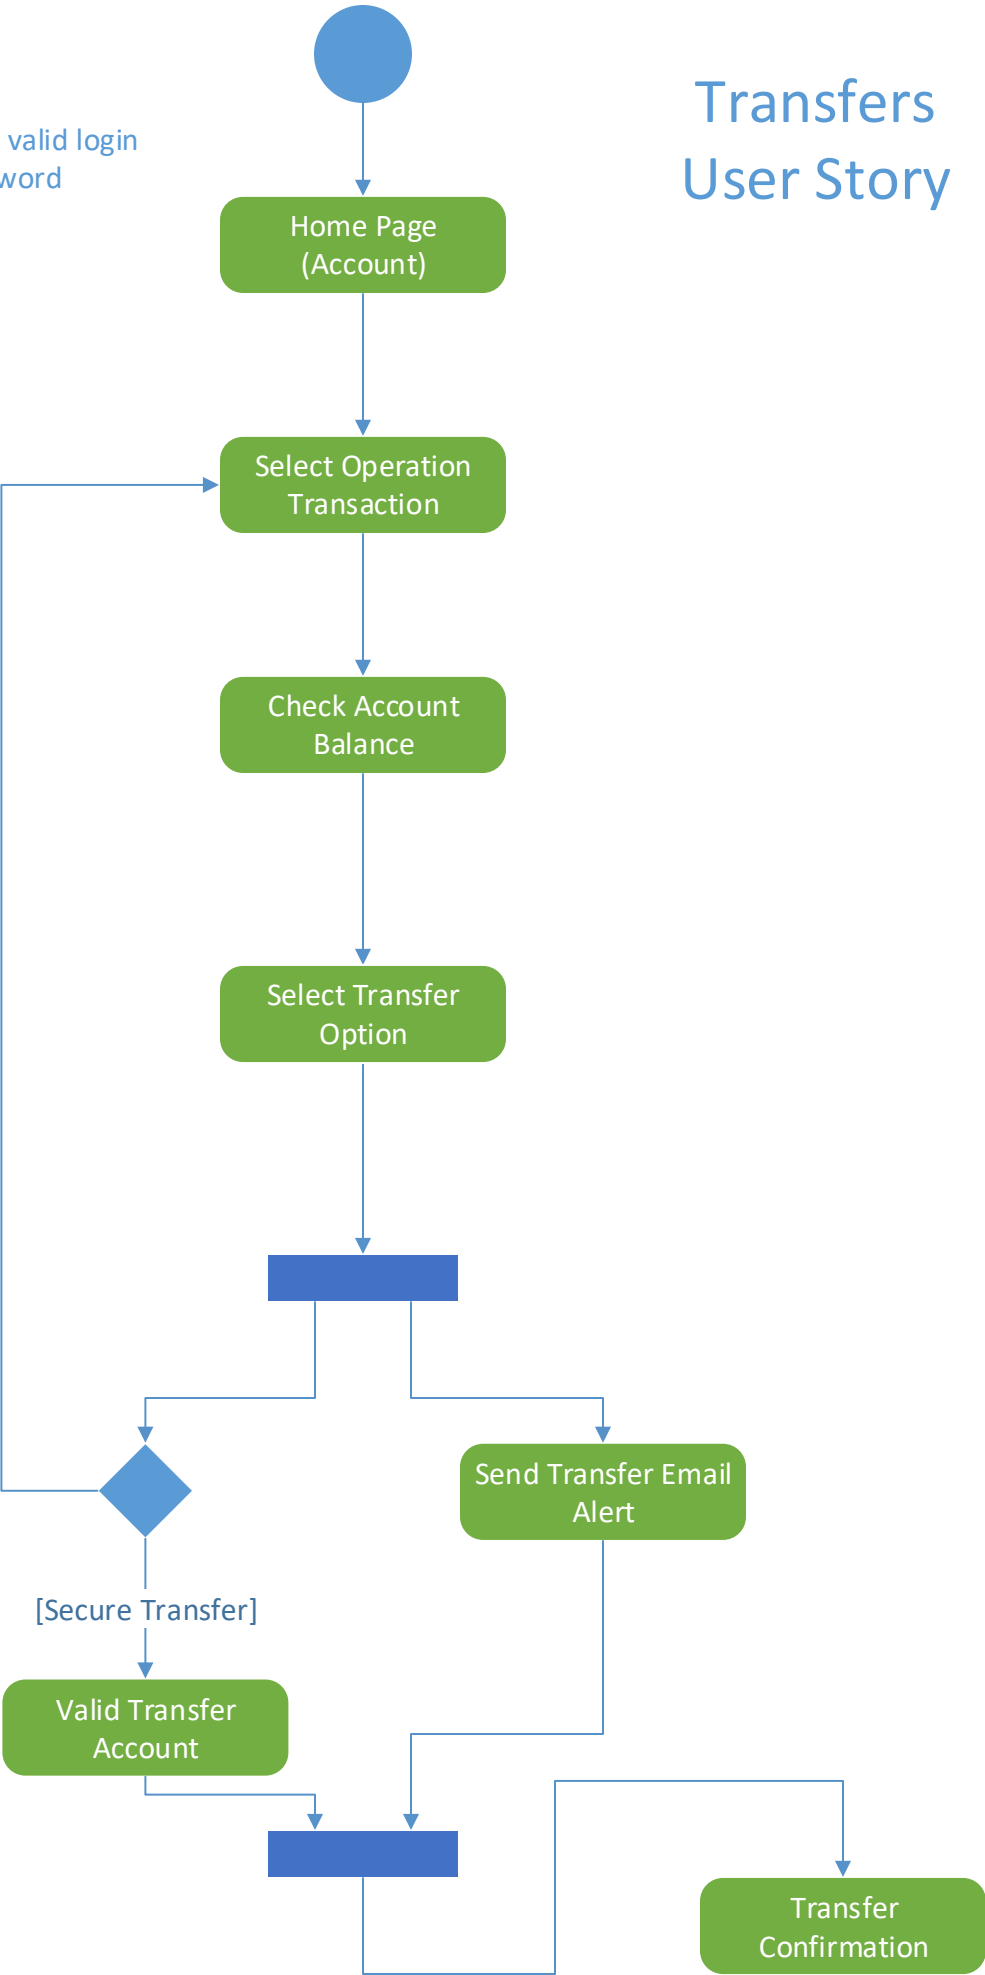 Transfers
User Story
valid login
Home Page
(Account)
Select Operation
Transaction
Check Account
Balance
Select Transfer
Option
Send Transfer Email
Alert
[Secure Transfer]
Valid Transfer
Account
Transfer
Confirmation